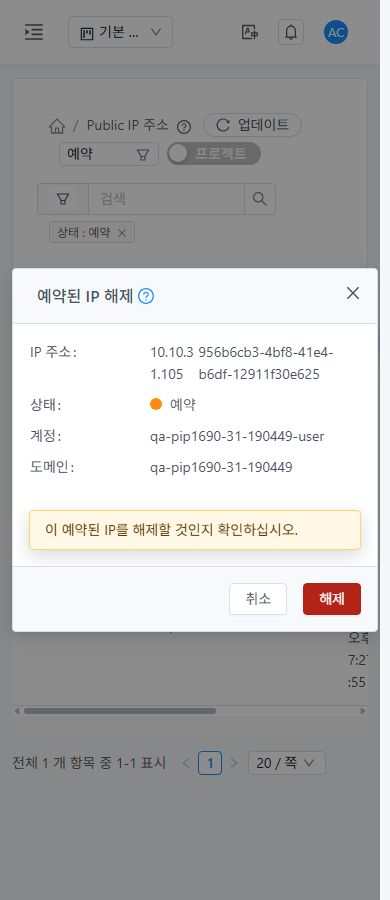 기본 ...
AC
/ Public IP 주소 업데이트
예약 프로젝트
검색
상태 : 예약
예약된 IP 해제
IP 주소: 10.10.3 956b6cb3-4bf8-41e4-
1.105 b6df-12911f30e625
상태: 예약
계정: qa-pip1690-31-190449-user
도메인: qa-pip1690-31-190449
이 예약된 IP를 해제할 것인지 확인하십시오.
취소 해제
7:27
:55
전체 1 개 항목 중 1-1 표시 < 1 > 20 / 쪽